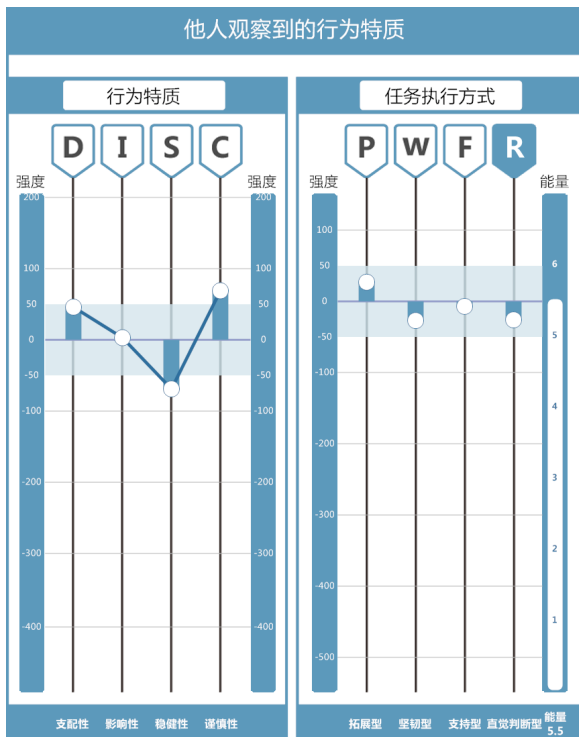 他人观察到的行为特质
行为特质
任务执行方式
D I S C
P W F R
强度 强度
强度 能量
200 200
100 100
50 50
0 0
-50 -50
-100 -100
-200 -200
-300 -300
-400 -400
100
50
0
-50
-100
-200
-300
-400
-500
6
5
4
3
2
1
支配性 影响性 稳健性 谨慎性
拓展型 坚韧型 支持型 直觉判断型 能量
5.5